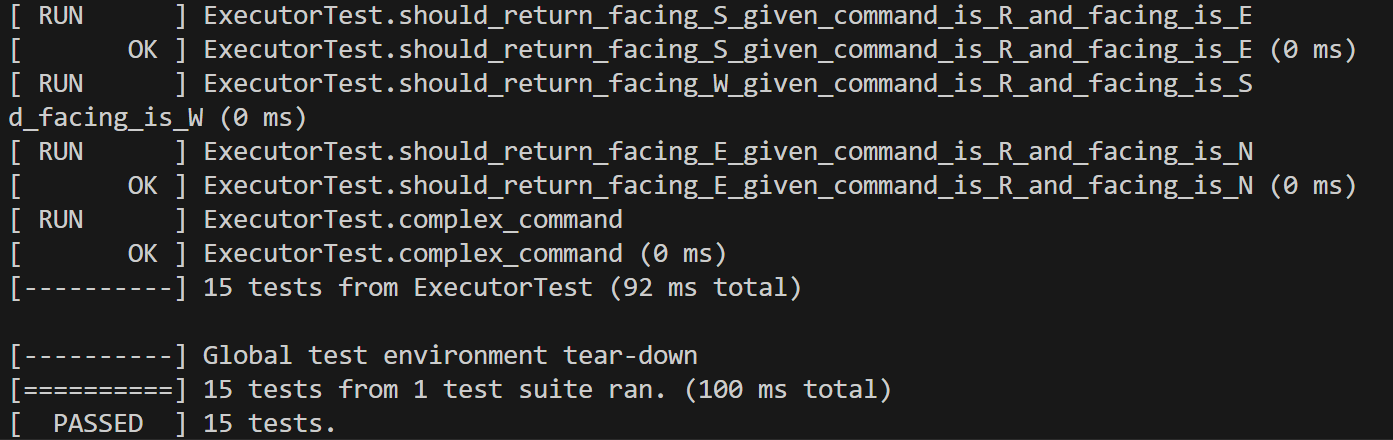 [ RUN      ] ExecutorTest.should_return_facing_S_given_command_is_R_and_facing_is_E
[       OK ] ExecutorTest.should_return_facing_S_given_command_is_R_and_facing_is_E (0 ms)
[ RUN      ] ExecutorTest.should_return_facing_W_given_command_is_R_and_facing_is_S
d_facing_is_W (0 ms)
[ RUN      ] ExecutorTest.should_return_facing_E_given_command_is_R_and_facing_is_N
[       OK ] ExecutorTest.should_return_facing_E_given_command_is_R_and_facing_is_N (0 ms)
[ RUN      ] ExecutorTest.complex_command
[       OK ] ExecutorTest.complex_command (0 ms)
[----------] 15 tests from ExecutorTest (92 ms total)

[----------] Global test environment tear-down
[==========] 15 tests from 1 test suite ran. (100 ms total)
[  PASSED  ] 15 tests.